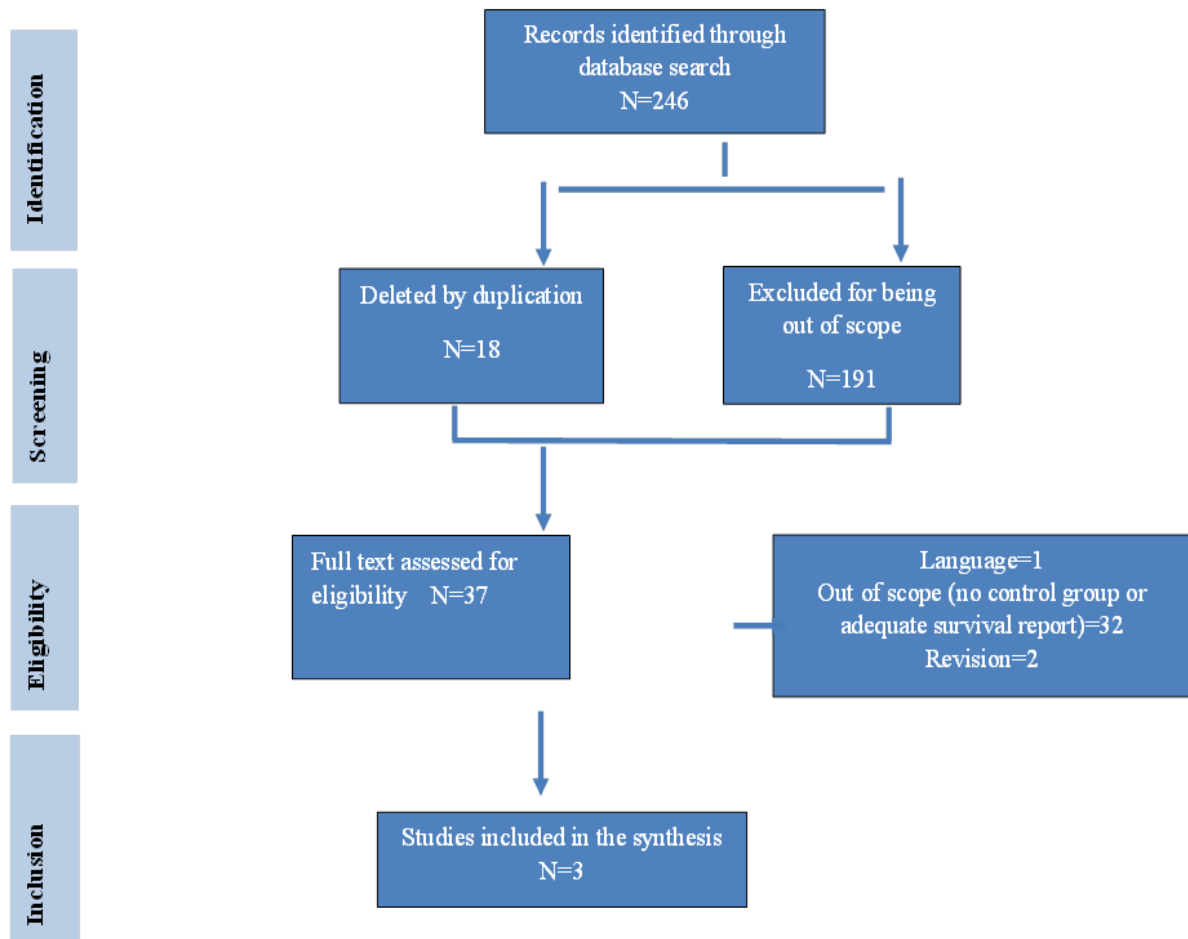 Identification
Records identified through
database search
N=246
Screening
Deleted by duplication
N=18
Excluded for being
out of scope
N=191
Eligibility
Full text assessed for
eligibility N=37
Language=1
Out of scope (no control group or
adequate survival report)=32
Revision=2
Inclusion
Studies included in the synthesis
N=3